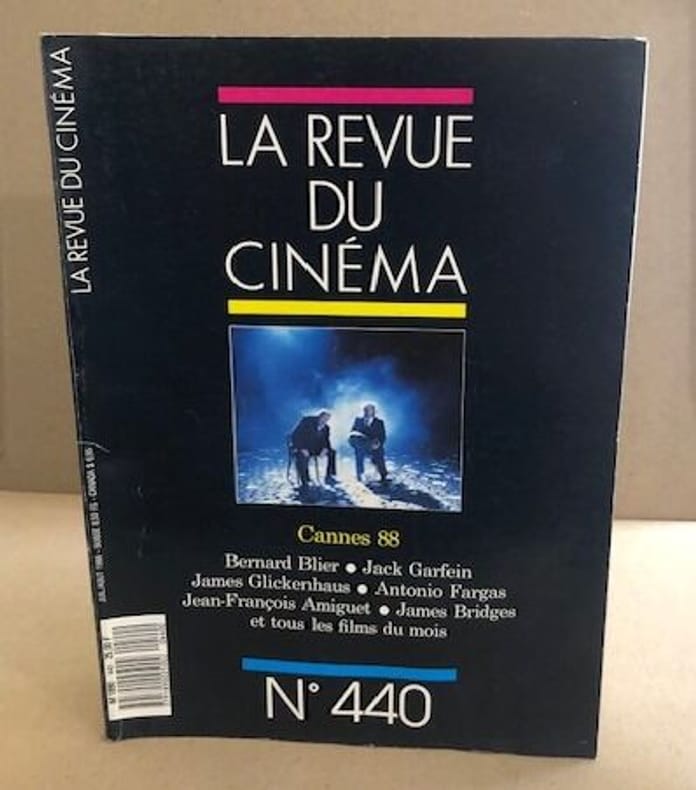 LA REVUE DU CINÉMA
LA REVUE
DU
CINÉMA
Cannes 88
Bernard Blier ● Jack Garfein
James Glickenhaus ● Antonio Fargas
Jean-François Amiguet ● James Bridges
et tous les films du mois
N° 440